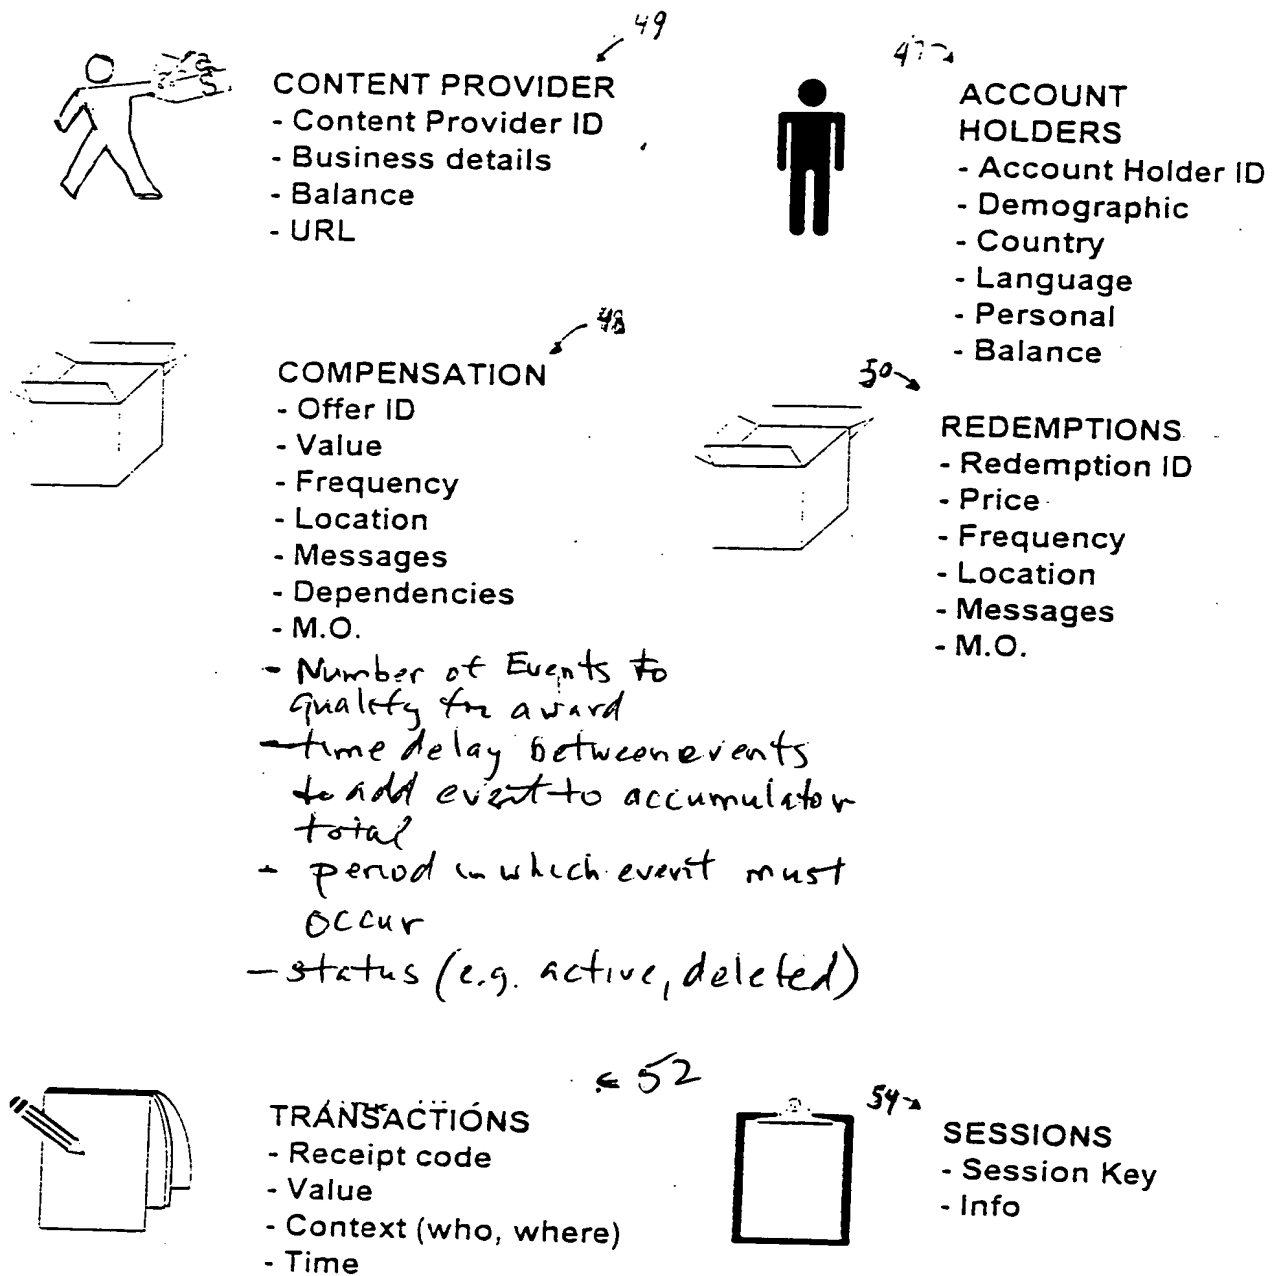 49
CONTENT PROVIDER
- Content Provider ID
- Business details
- Balance
- URL
47
ACCOUNT
HOLDERS
- Account Holder ID
- Demographic
- Country
- Language
- Personal
- Balance
48
COMPENSATION
- Offer ID
- Value
- Frequency
- Location
- Messages
- Dependencies
- M.O.
- Number of Events to
qualify for award
- time delay between events
to add event to accumulator
total
- period in which event must
occur
- status (e.g. active, deleted)
50
REDEMPTIONS
- Redemption ID
- Price
- Frequency
- Location
- Messages
- M.O.
52
TRANSACTIONS
- Receipt code
- Value
- Context (who, where)
- Time
54
SESSIONS
- Session Key
- Info